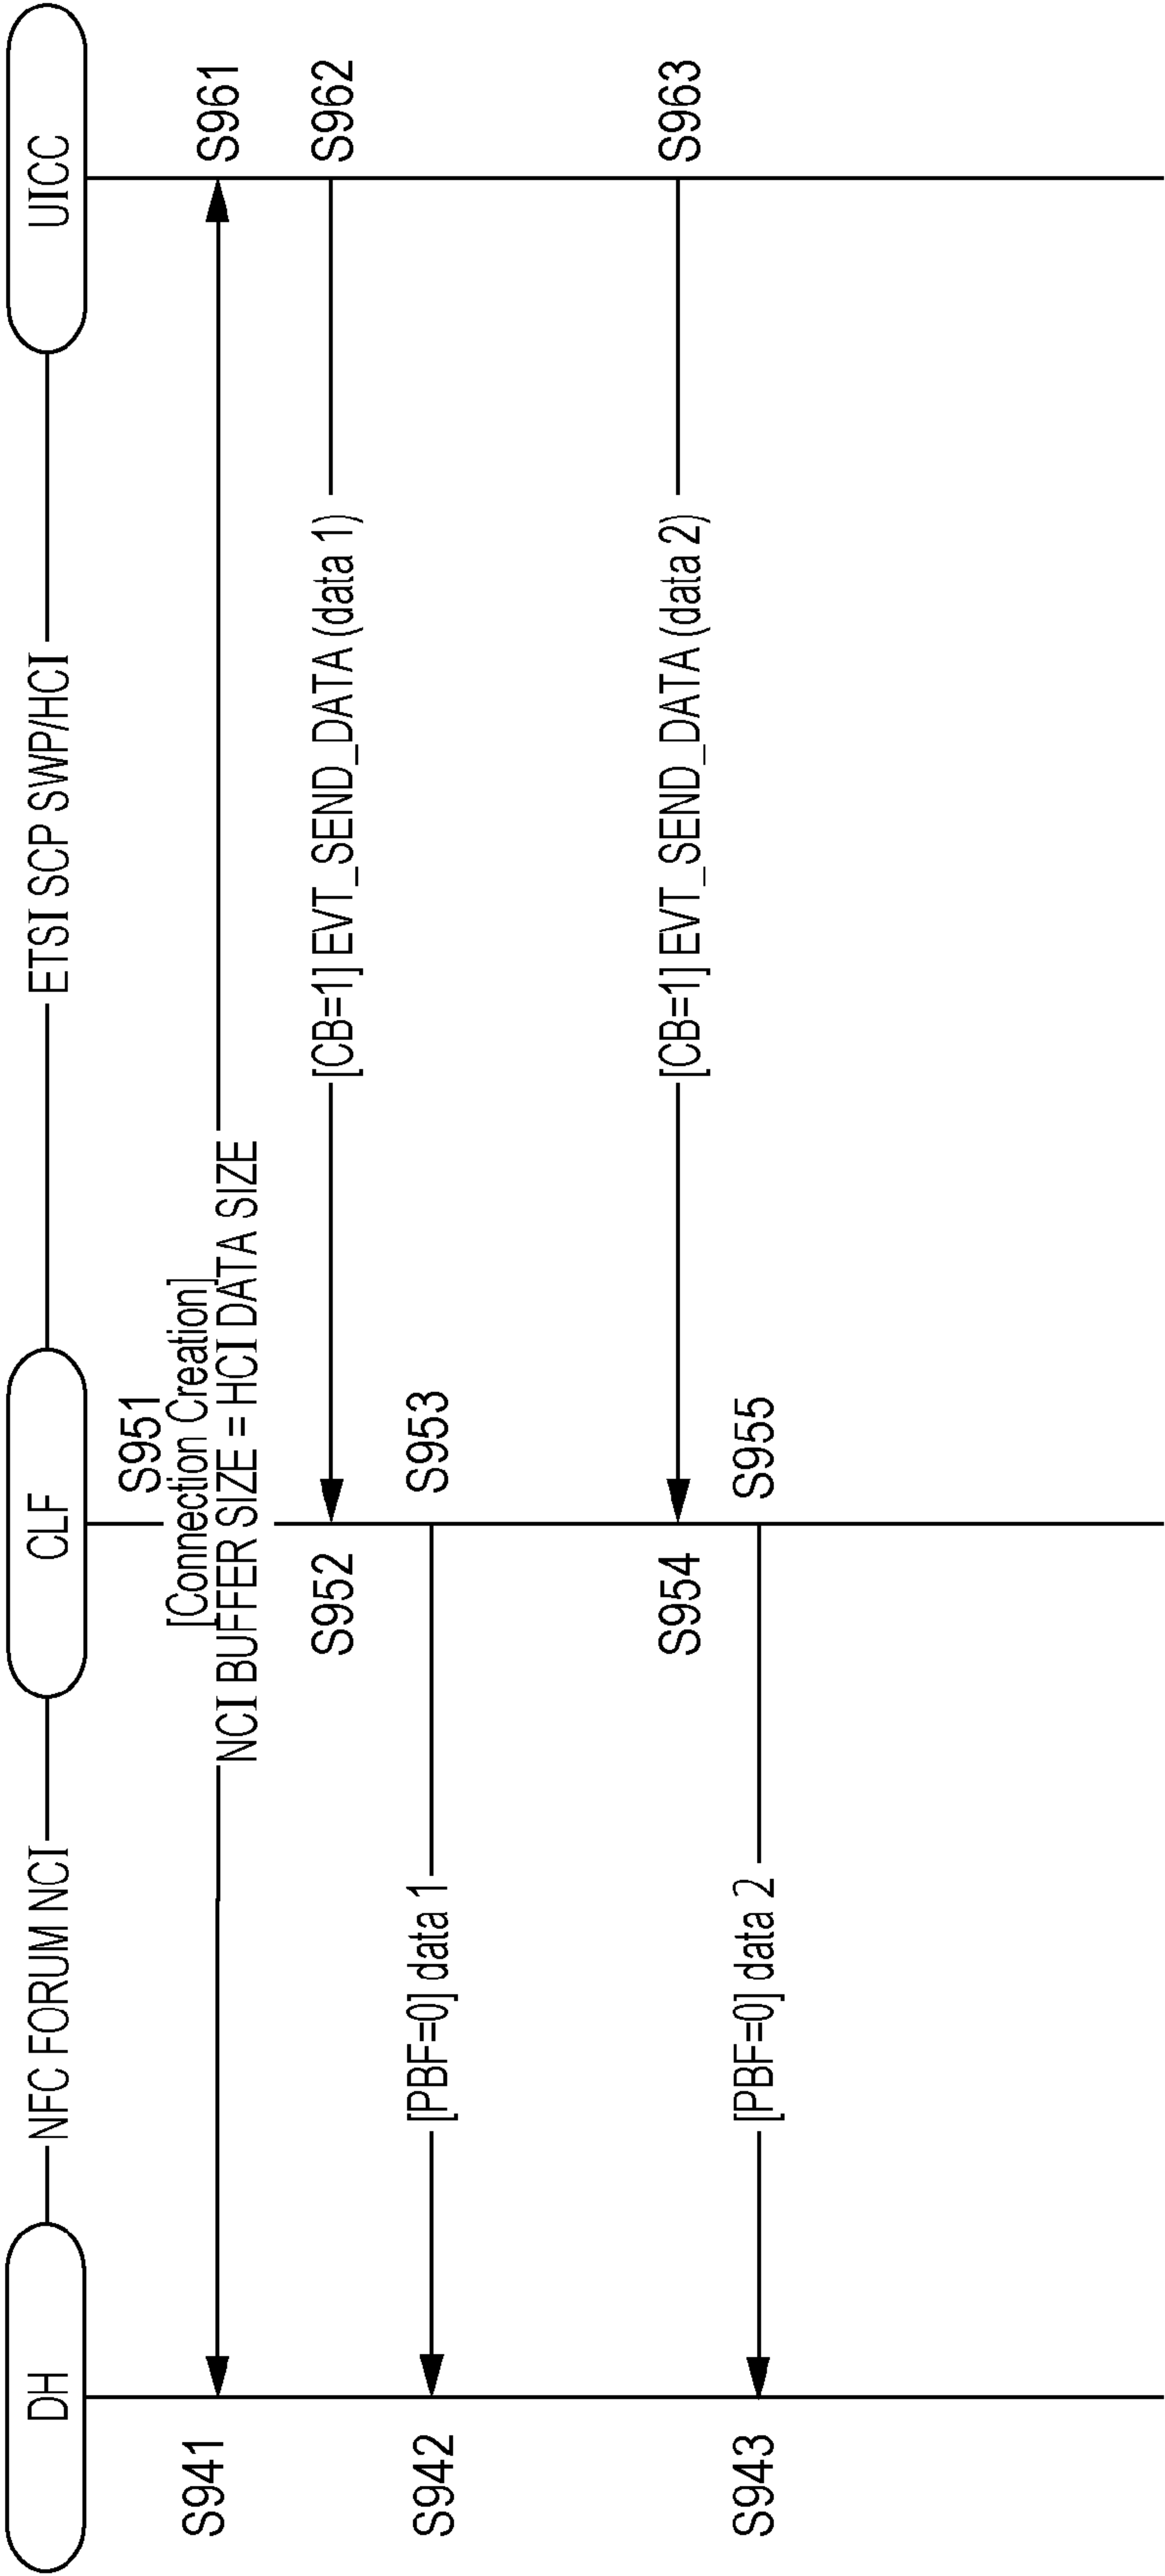 DH
NFC FORUM NCI
CLF
ETSI SCP SWP/HCI
UICC
S951
[Connection Creation]
S941
NCI BUFFER SIZE = HCI DATA SIZE
S961
S952
[CB=1] EVT_SEND_DATA (data 1)
S962
S942
[PBF=0] data 1
S953
S954
[CB=1] EVT_SEND_DATA (data 2)
S963
S943
[PBF=0] data 2
S955